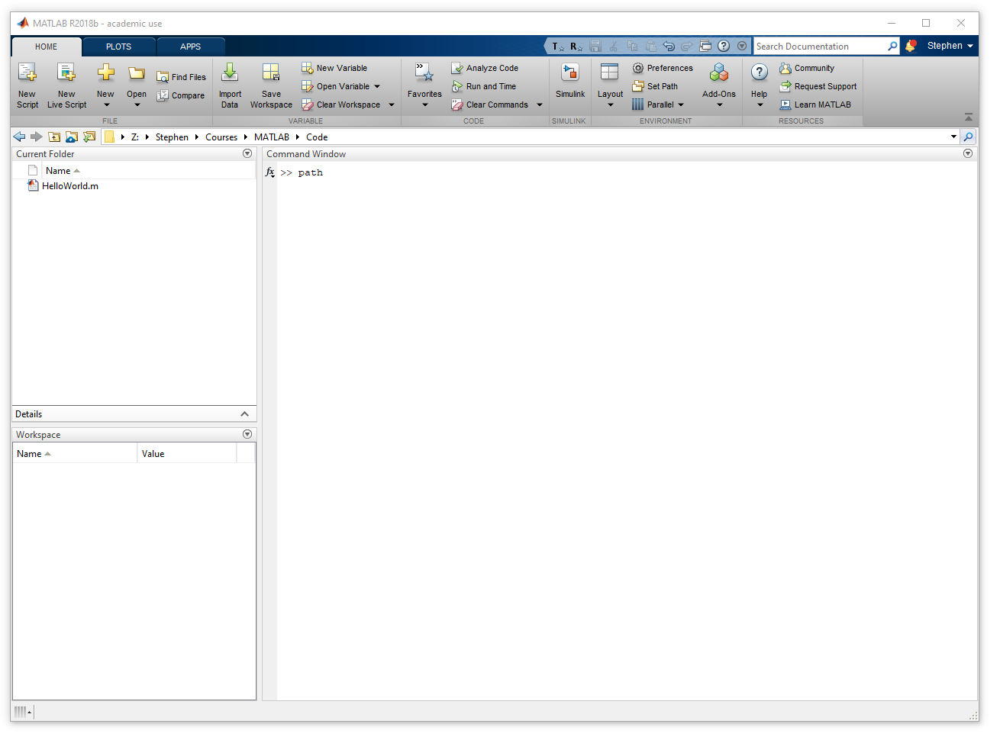 MATLAB R2018b - academic use
HOME PLOTS APPS
Search Documentation
Stephen
New Script
New Live Script
New
Open
Find Files
Compare
FILE
Import Data
Save Workspace
New Variable
Open Variable
Clear Workspace
VARIABLE
Favorites
Analyze Code
Run and Time
Clear Commands
CODE
Simulink
SIMULINK
Layout
Preferences
Set Path
Parallel
Add-Ons
ENVIRONMENT
Help
Community
Request Support
Learn MATLAB
RESOURCES
Z: Stephen Courses MATLAB Code
Current Folder
Name
HelloWorld.m
Details
Workspace
Name Value
Command Window
fx >> path